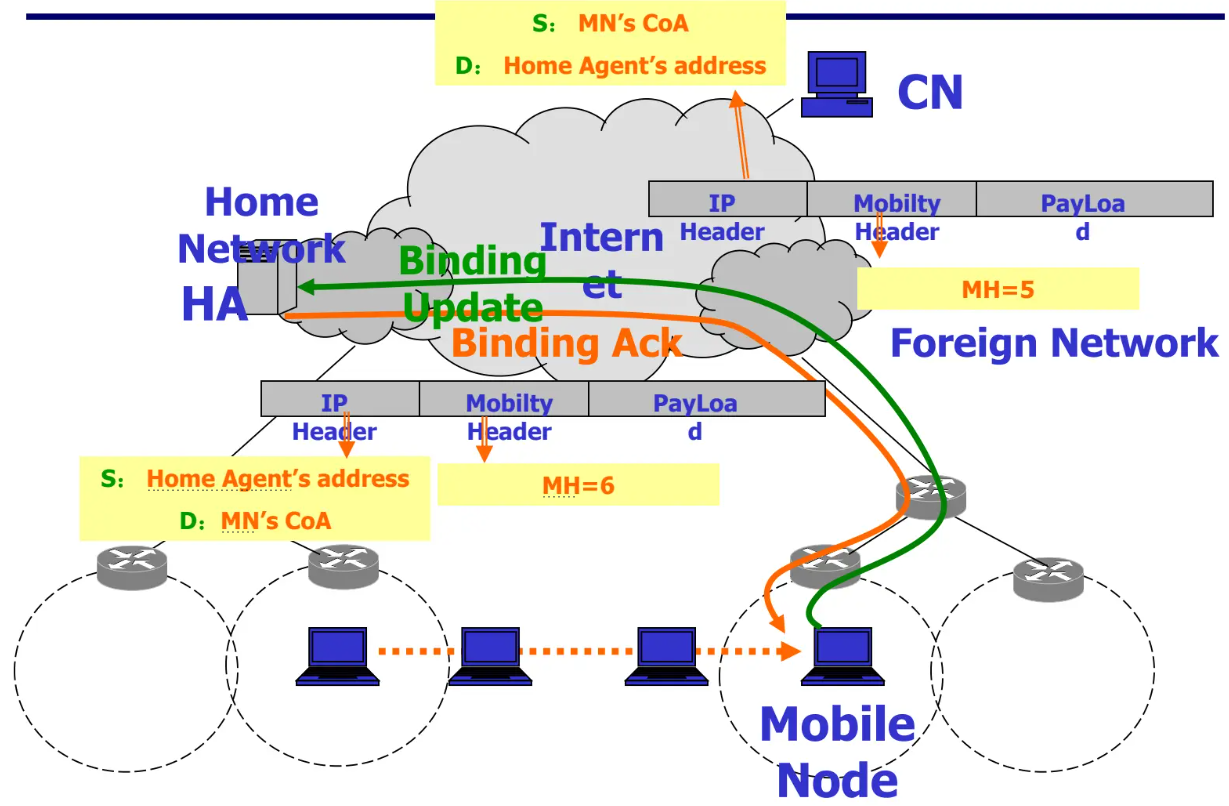 S： MN’s CoA
D： Home Agent’s address
CN
IP
Header
Mobilty
Header
PayLoa
d
MH=5
Home
Network
HA
Intern
et
Binding
Update
Binding Ack
Foreign Network
IP
Header
Mobilty
Header
PayLoa
d
S： Home Agent’s address
D：MN’s CoA
MH=6
Mobile
Node